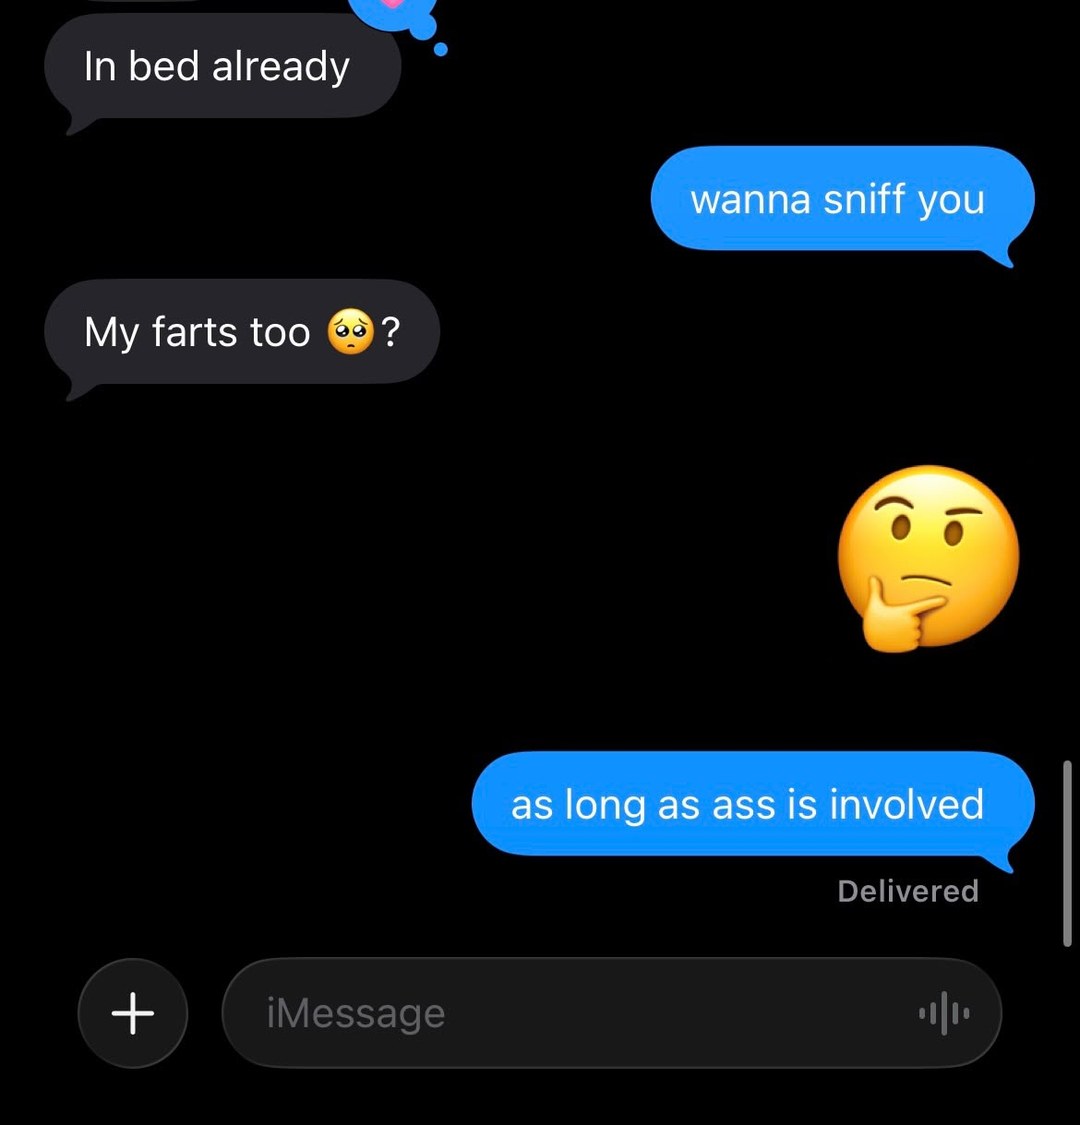 In bed already
wanna sniff you
My farts too 🥺?
🤔
as long as ass is involved
Delivered
iMessage